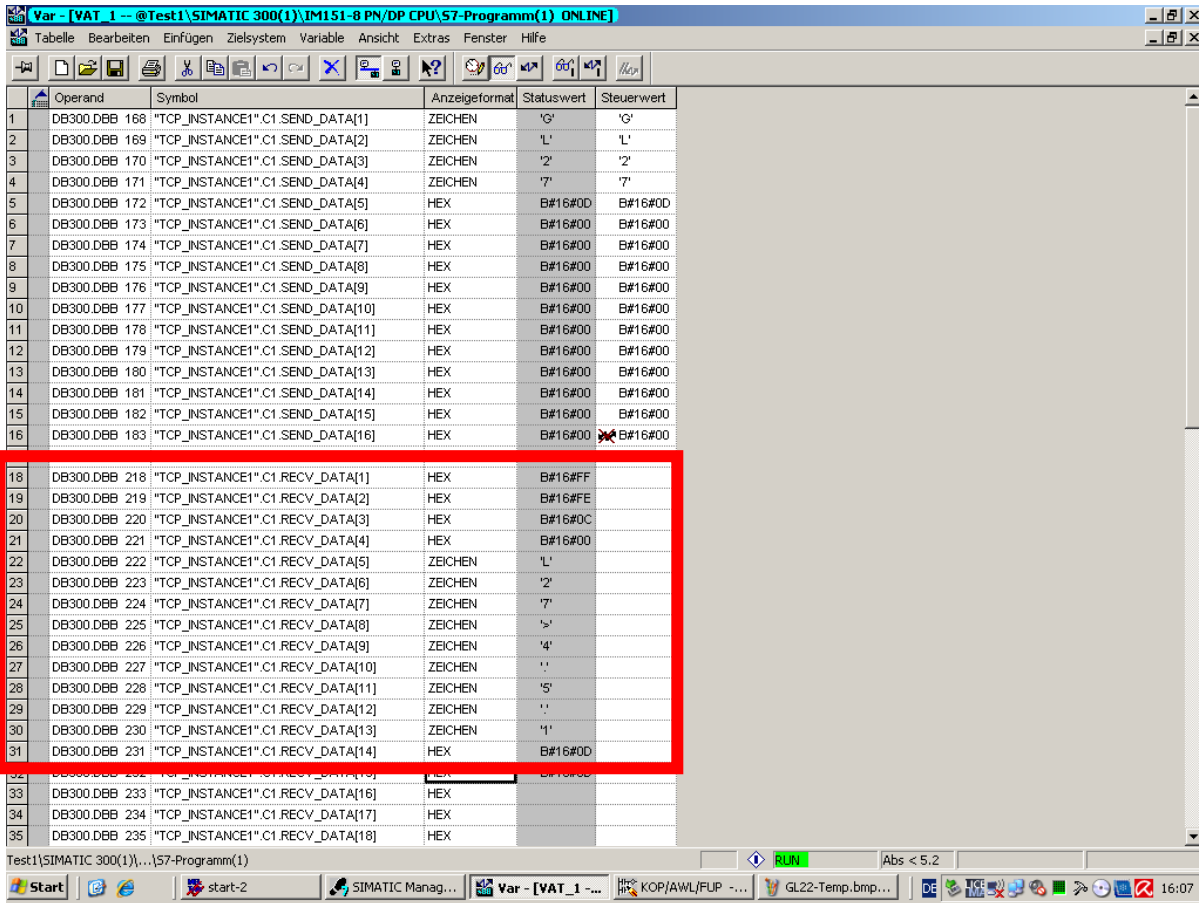 Var - [VAT_1 -- @Test1\SIMATIC 300(1)\IM151-8 PN/DP CPU\S7-Programm(1) ONLINE]
Tabelle Bearbeiten Einfügen Zielsystem Variable Ansicht Extras Fenster Hilfe
Operand Symbol Anzeigeformat Statuswert Steuerwert
1 DB300.DBB 168 "TCP_INSTANCE1".C1.SEND_DATA[1] ZEICHEN 'G' 'G'
2 DB300.DBB 169 "TCP_INSTANCE1".C1.SEND_DATA[2] ZEICHEN 'L' 'L'
3 DB300.DBB 170 "TCP_INSTANCE1".C1.SEND_DATA[3] ZEICHEN '2' '2'
4 DB300.DBB 171 "TCP_INSTANCE1".C1.SEND_DATA[4] ZEICHEN '7' '7'
5 DB300.DBB 172 "TCP_INSTANCE1".C1.SEND_DATA[5] HEX B#16#0D B#16#0D
6 DB300.DBB 173 "TCP_INSTANCE1".C1.SEND_DATA[6] HEX B#16#00 B#16#00
7 DB300.DBB 174 "TCP_INSTANCE1".C1.SEND_DATA[7] HEX B#16#00 B#16#00
8 DB300.DBB 175 "TCP_INSTANCE1".C1.SEND_DATA[8] HEX B#16#00 B#16#00
9 DB300.DBB 176 "TCP_INSTANCE1".C1.SEND_DATA[9] HEX B#16#00 B#16#00
10 DB300.DBB 177 "TCP_INSTANCE1".C1.SEND_DATA[10] HEX B#16#00 B#16#00
11 DB300.DBB 178 "TCP_INSTANCE1".C1.SEND_DATA[11] HEX B#16#00 B#16#00
12 DB300.DBB 179 "TCP_INSTANCE1".C1.SEND_DATA[12] HEX B#16#00 B#16#00
13 DB300.DBB 180 "TCP_INSTANCE1".C1.SEND_DATA[13] HEX B#16#00 B#16#00
14 DB300.DBB 181 "TCP_INSTANCE1".C1.SEND_DATA[14] HEX B#16#00 B#16#00
15 DB300.DBB 182 "TCP_INSTANCE1".C1.SEND_DATA[15] HEX B#16#00 B#16#00
16 DB300.DBB 183 "TCP_INSTANCE1".C1.SEND_DATA[16] HEX B#16#00 B#16#00
18 DB300.DBB 218 "TCP_INSTANCE1".C1.RECV_DATA[1] HEX B#16#FF
19 DB300.DBB 219 "TCP_INSTANCE1".C1.RECV_DATA[2] HEX B#16#FE
20 DB300.DBB 220 "TCP_INSTANCE1".C1.RECV_DATA[3] HEX B#16#0C
21 DB300.DBB 221 "TCP_INSTANCE1".C1.RECV_DATA[4] HEX B#16#00
22 DB300.DBB 222 "TCP_INSTANCE1".C1.RECV_DATA[5] ZEICHEN 'L'
23 DB300.DBB 223 "TCP_INSTANCE1".C1.RECV_DATA[6] ZEICHEN '2'
24 DB300.DBB 224 "TCP_INSTANCE1".C1.RECV_DATA[7] ZEICHEN '7'
25 DB300.DBB 225 "TCP_INSTANCE1".C1.RECV_DATA[8] ZEICHEN '>'
26 DB300.DBB 226 "TCP_INSTANCE1".C1.RECV_DATA[9] ZEICHEN '4'
27 DB300.DBB 227 "TCP_INSTANCE1".C1.RECV_DATA[10] ZEICHEN '.'
28 DB300.DBB 228 "TCP_INSTANCE1".C1.RECV_DATA[11] ZEICHEN '5'
29 DB300.DBB 229 "TCP_INSTANCE1".C1.RECV_DATA[12] ZEICHEN '.'
30 DB300.DBB 230 "TCP_INSTANCE1".C1.RECV_DATA[13] ZEICHEN '1'
31 DB300.DBB 231 "TCP_INSTANCE1".C1.RECV_DATA[14] HEX B#16#0D
33 DB300.DBB 233 "TCP_INSTANCE1".C1.RECV_DATA[16] HEX
34 DB300.DBB 234 "TCP_INSTANCE1".C1.RECV_DATA[17] HEX
35 DB300.DBB 235 "TCP_INSTANCE1".C1.RECV_DATA[18] HEX
Test1\SIMATIC 300(1)\...\S7-Programm(1) RUN Abs < 5.2
Start start-2 SIMATIC Manag... Var - [VAT_1 -... KOP/AWL/FUP -... GL22-Temp.bmp... DE 16:07